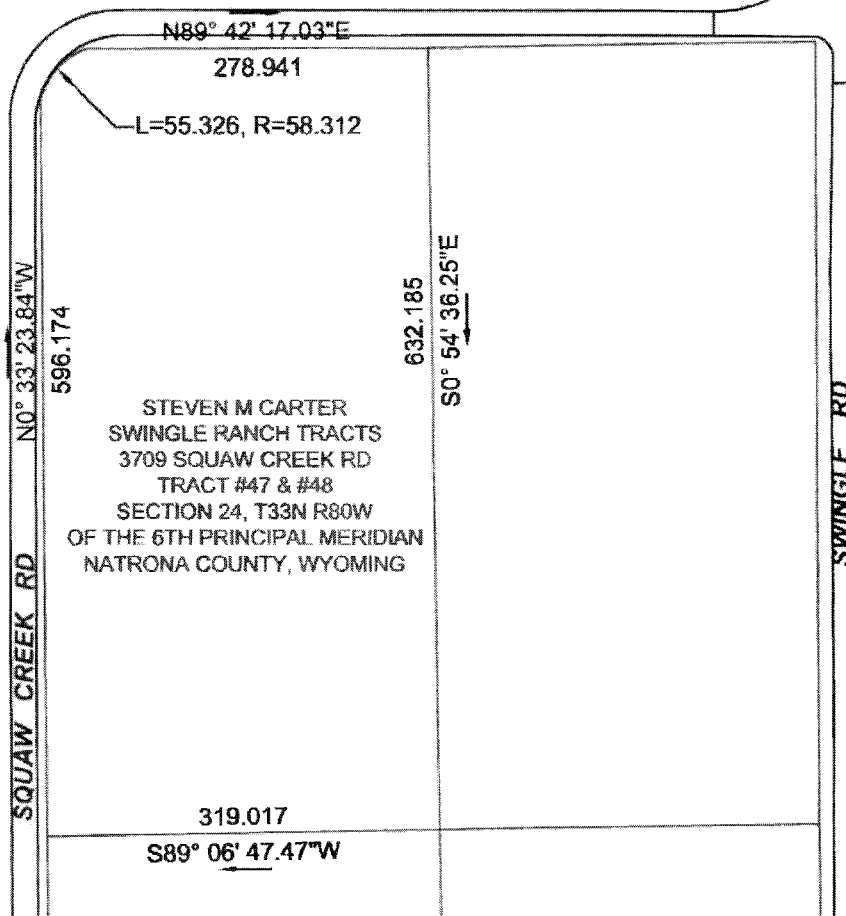 N89° 42' 17.03"E
278.941
L=55.326, R=58.312
N0° 33' 23.84"W
596.174
632.185
S0° 54' 36.25"E
STEVEN M CARTER
SWINGLE RANCH TRACTS
3709 SQUAW CREEK RD
TRACT #47 & #48
SECTION 24, T33N R80W
OF THE 6TH PRINCIPAL MERIDIAN
NATRONA COUNTY, WYOMING
SQUAW CREEK RD
SWINGLE RD
319.017
S89° 06' 47.47"W